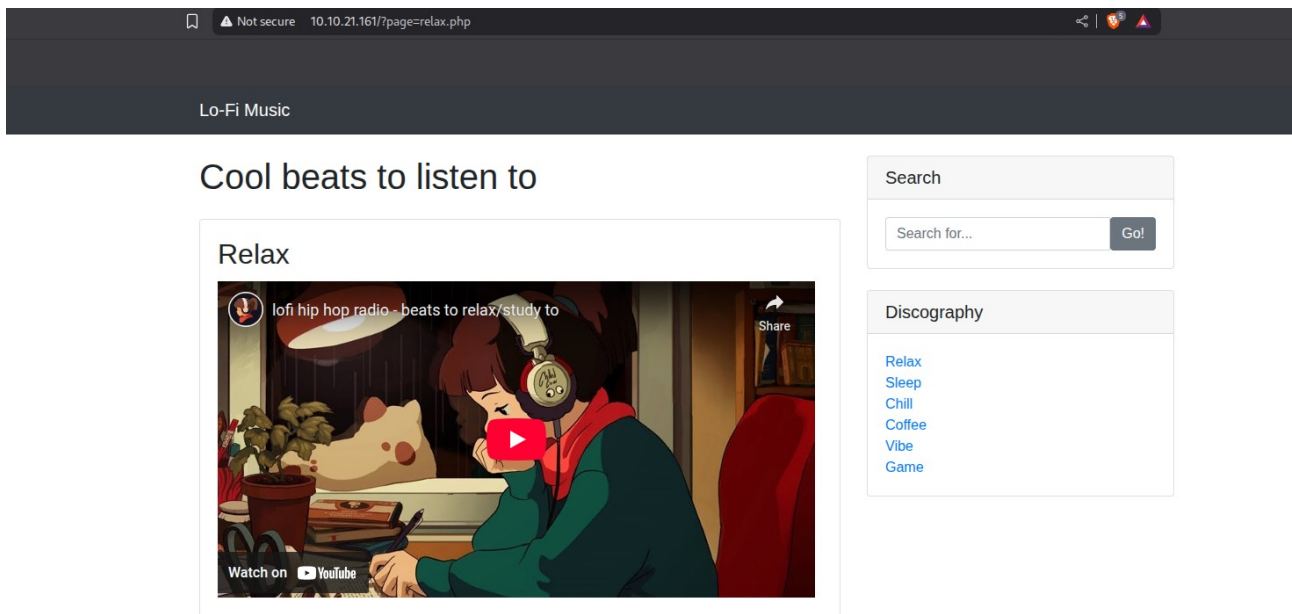 Not secure 10.10.21.161/?page=relax.php
Lo-Fi Music
Cool beats to listen to
Relax
lofi hip hop radio - beats to relax/study to
Share
Watch on YouTube
Search
Search for...
Go!
Discography
Relax
Sleep
Chill
Coffee
Vibe
Game